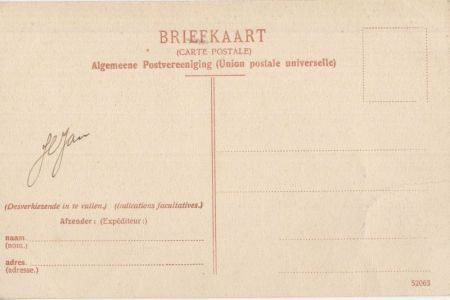 BRIEFKAART
(CARTE POSTALE)
Algemeene Postvereeniging (Union postale universelle)
(Desverkiezende in te vullen.) (Indications facultatives.)
Afzender: (Expéditeur:)
naam
(nom.)
adres.
(adresse.)
52063